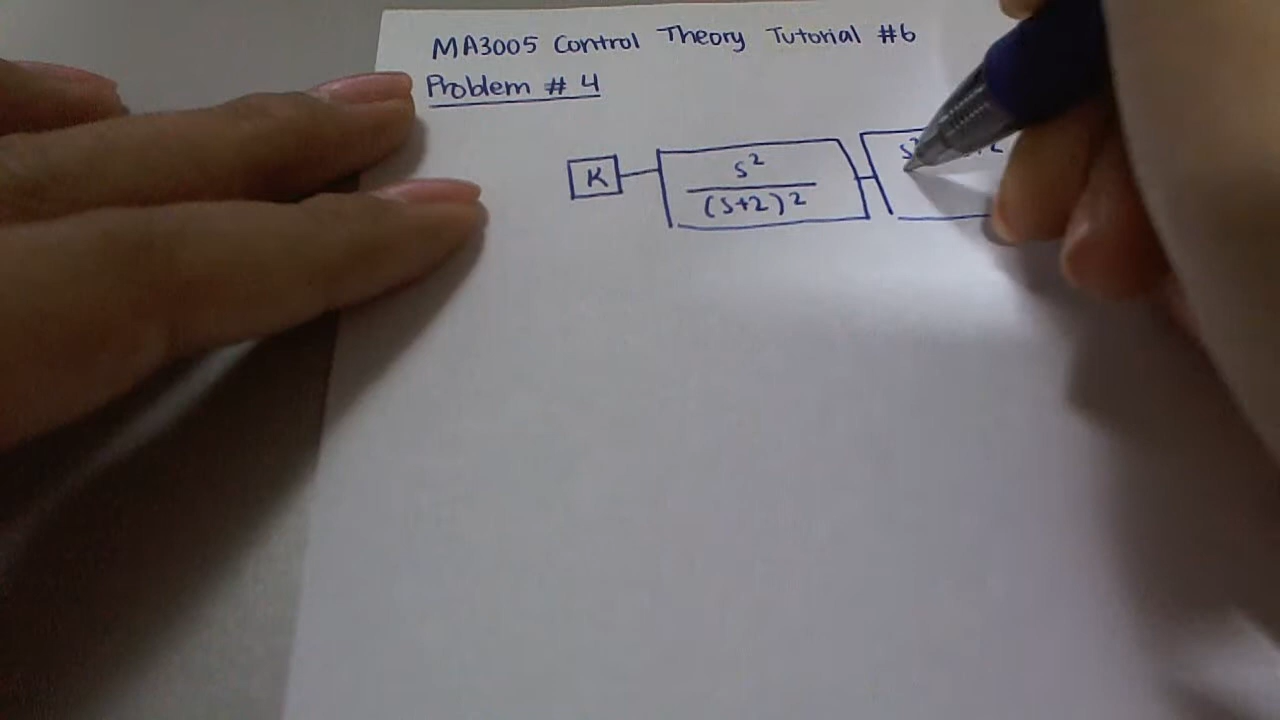 MA3005 Control Theory Tutorial #6
Problem # 4
K
s²
(s+2)²